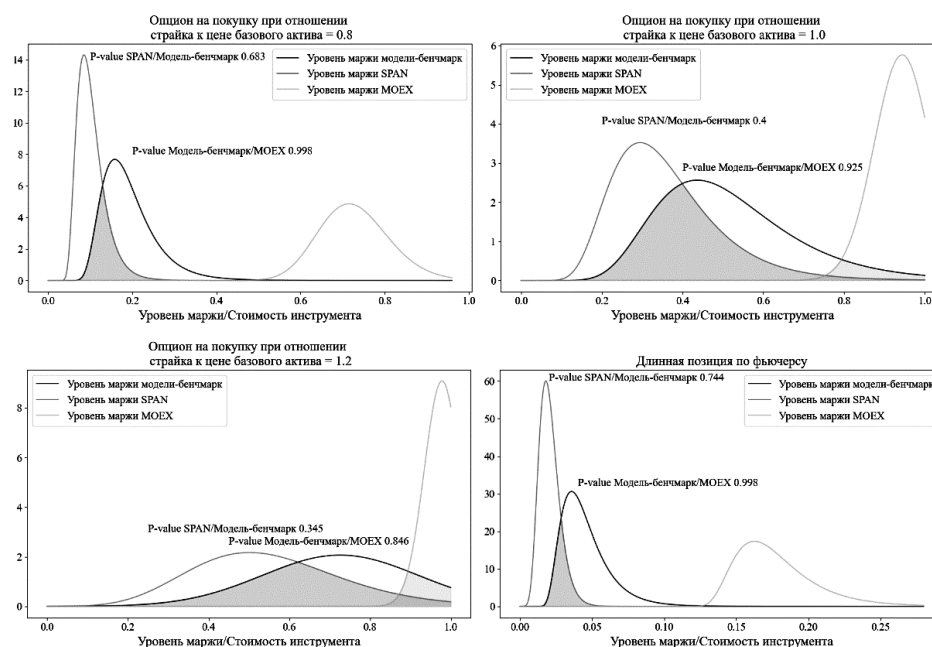 Опцион на покупку при отношении
страйка к цене базового актива = 0.8
P-value SPAN/Модель-бенчмарк 0.683
Уровень маржи модели-бенчмарк
Уровень маржи SPAN
Уровень маржи MOEX
P-value Модель-бенчмарк/MOEX 0.998
14
12
10
8
6
4
2
0
0.0 0.2 0.4 0.6 0.8 1.0
Уровень маржи/Стоимость инструмента
Опцион на покупку при отношении
страйка к цене базового актива = 1.0
Уровень маржи модели-бенчмарк
Уровень маржи SPAN
Уровень маржи MOEX
P-value SPAN/Модель-бенчмарк 0.4
P-value Модель-бенчмарк/MOEX 0.925
6
5
4
3
2
1
0
0.0 0.2 0.4 0.6 0.8 1.0
Уровень маржи/Стоимость инструмента
Опцион на покупку при отношении
страйка к цене базового актива = 1.2
Уровень маржи модели-бенчмарк
Уровень маржи SPAN
Уровень маржи MOEX
P-value SPAN/Модель-бенчмарк 0.345
P-value Модель-бенчмарк/MOEX 0.846
8
6
4
2
0
0.0 0.2 0.4 0.6 0.8 1.0
Уровень маржи/Стоимость инструмента
Длинная позиция по фьючерсу
P-value SPAN/Модель-бенчмарк 0.744
Уровень маржи модели-бенчмарк
Уровень маржи SPAN
Уровень маржи MOEX
P-value Модель-бенчмарк/MOEX 0.998
60
50
40
30
20
10
0
0.00 0.05 0.10 0.15 0.20 0.25
Уровень маржи/Стоимость инструмента